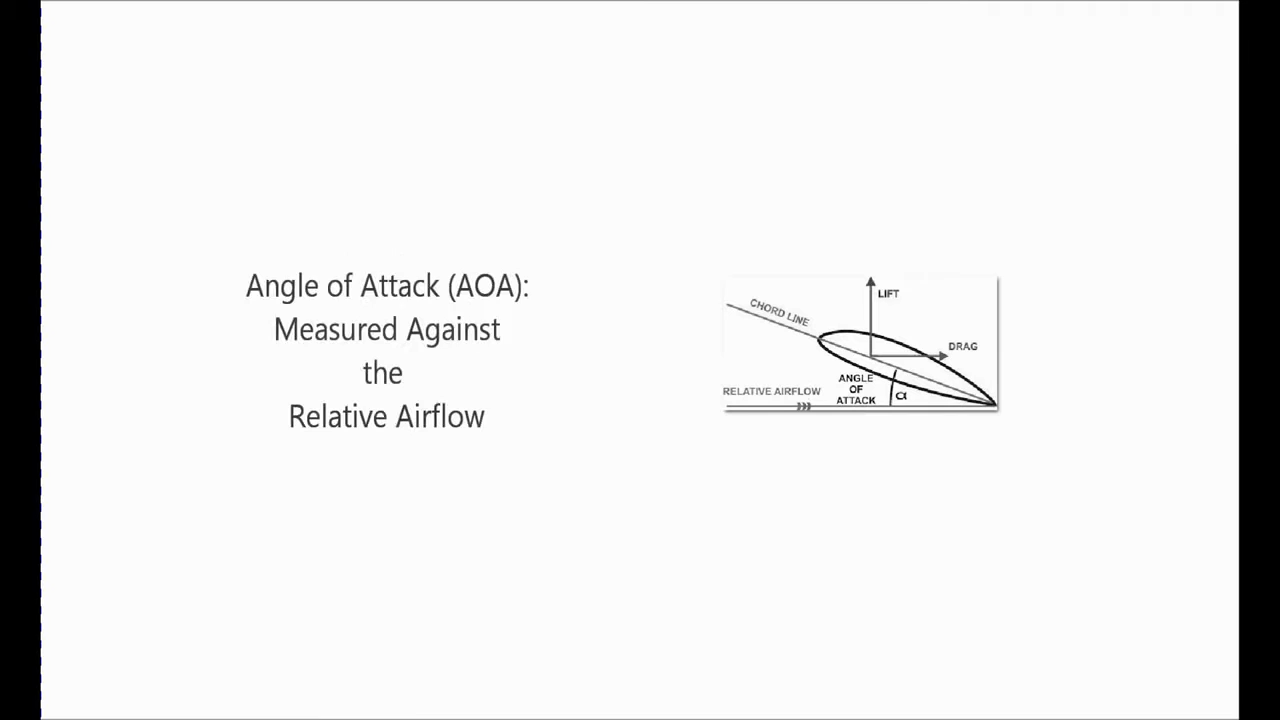 Angle of Attack (AOA):
Measured Against
the
Relative Airflow
LIFT
CHORD LINE
DRAG
RELATIVE AIRFLOW
ANGLE
OF
ATTACK
α